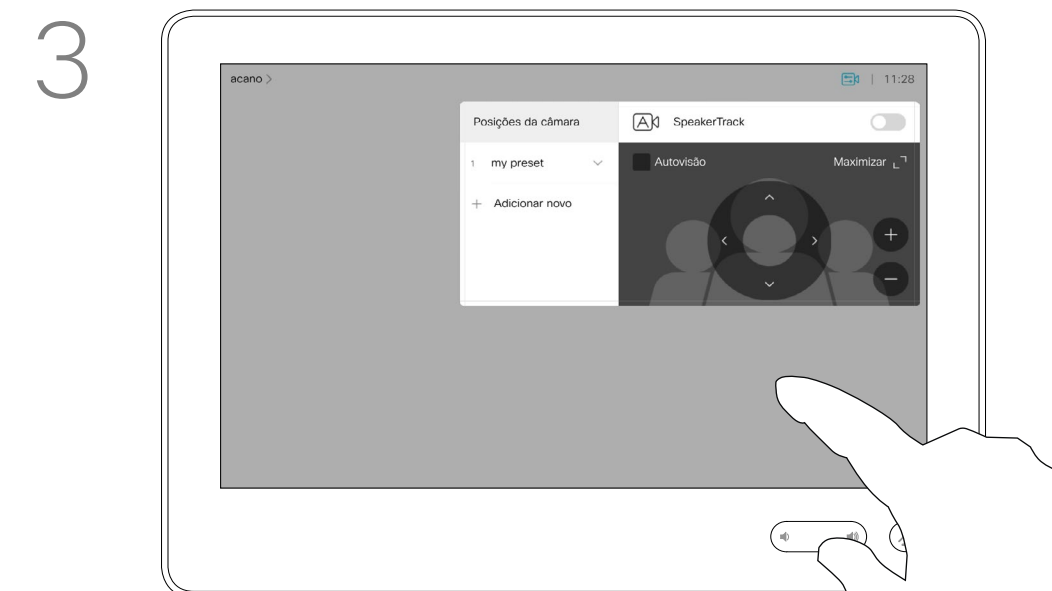 3
acano >
| 11:28
Posições da câmara
SpeakerTrack
1 my preset
Autovisão
Maximizar
+ Adicionar novo